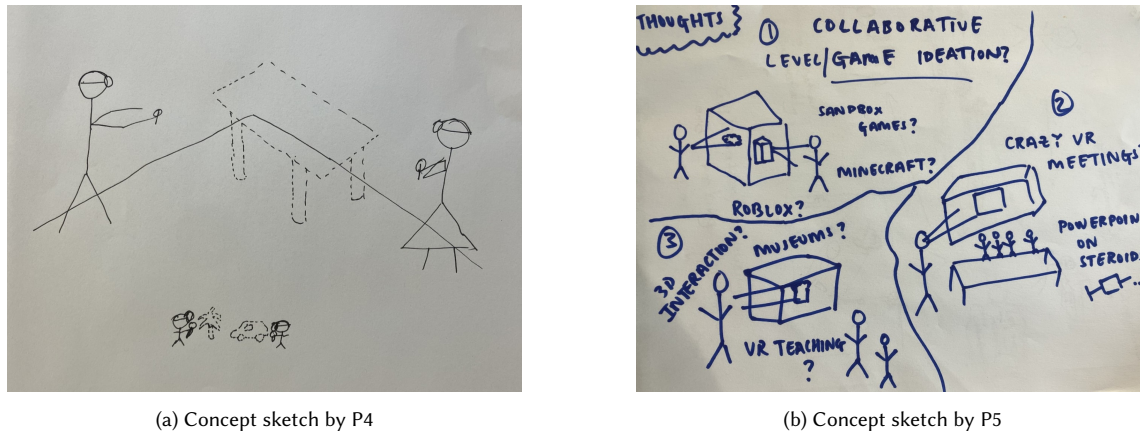 THOUGHTS
① COLLABORATIVE
LEVEL/GAME IDEATION?
SANDBOX
GAMES?
MINECRAFT?
ROBLOX?
②
CRAZY VR
MEETINGS?
POWERPOINT
ON
STEROIDS
③
3D
INTERACTION?
MUSEUMS?
VR TEACHING
?
(a) Concept sketch by P4
(b) Concept sketch by P5